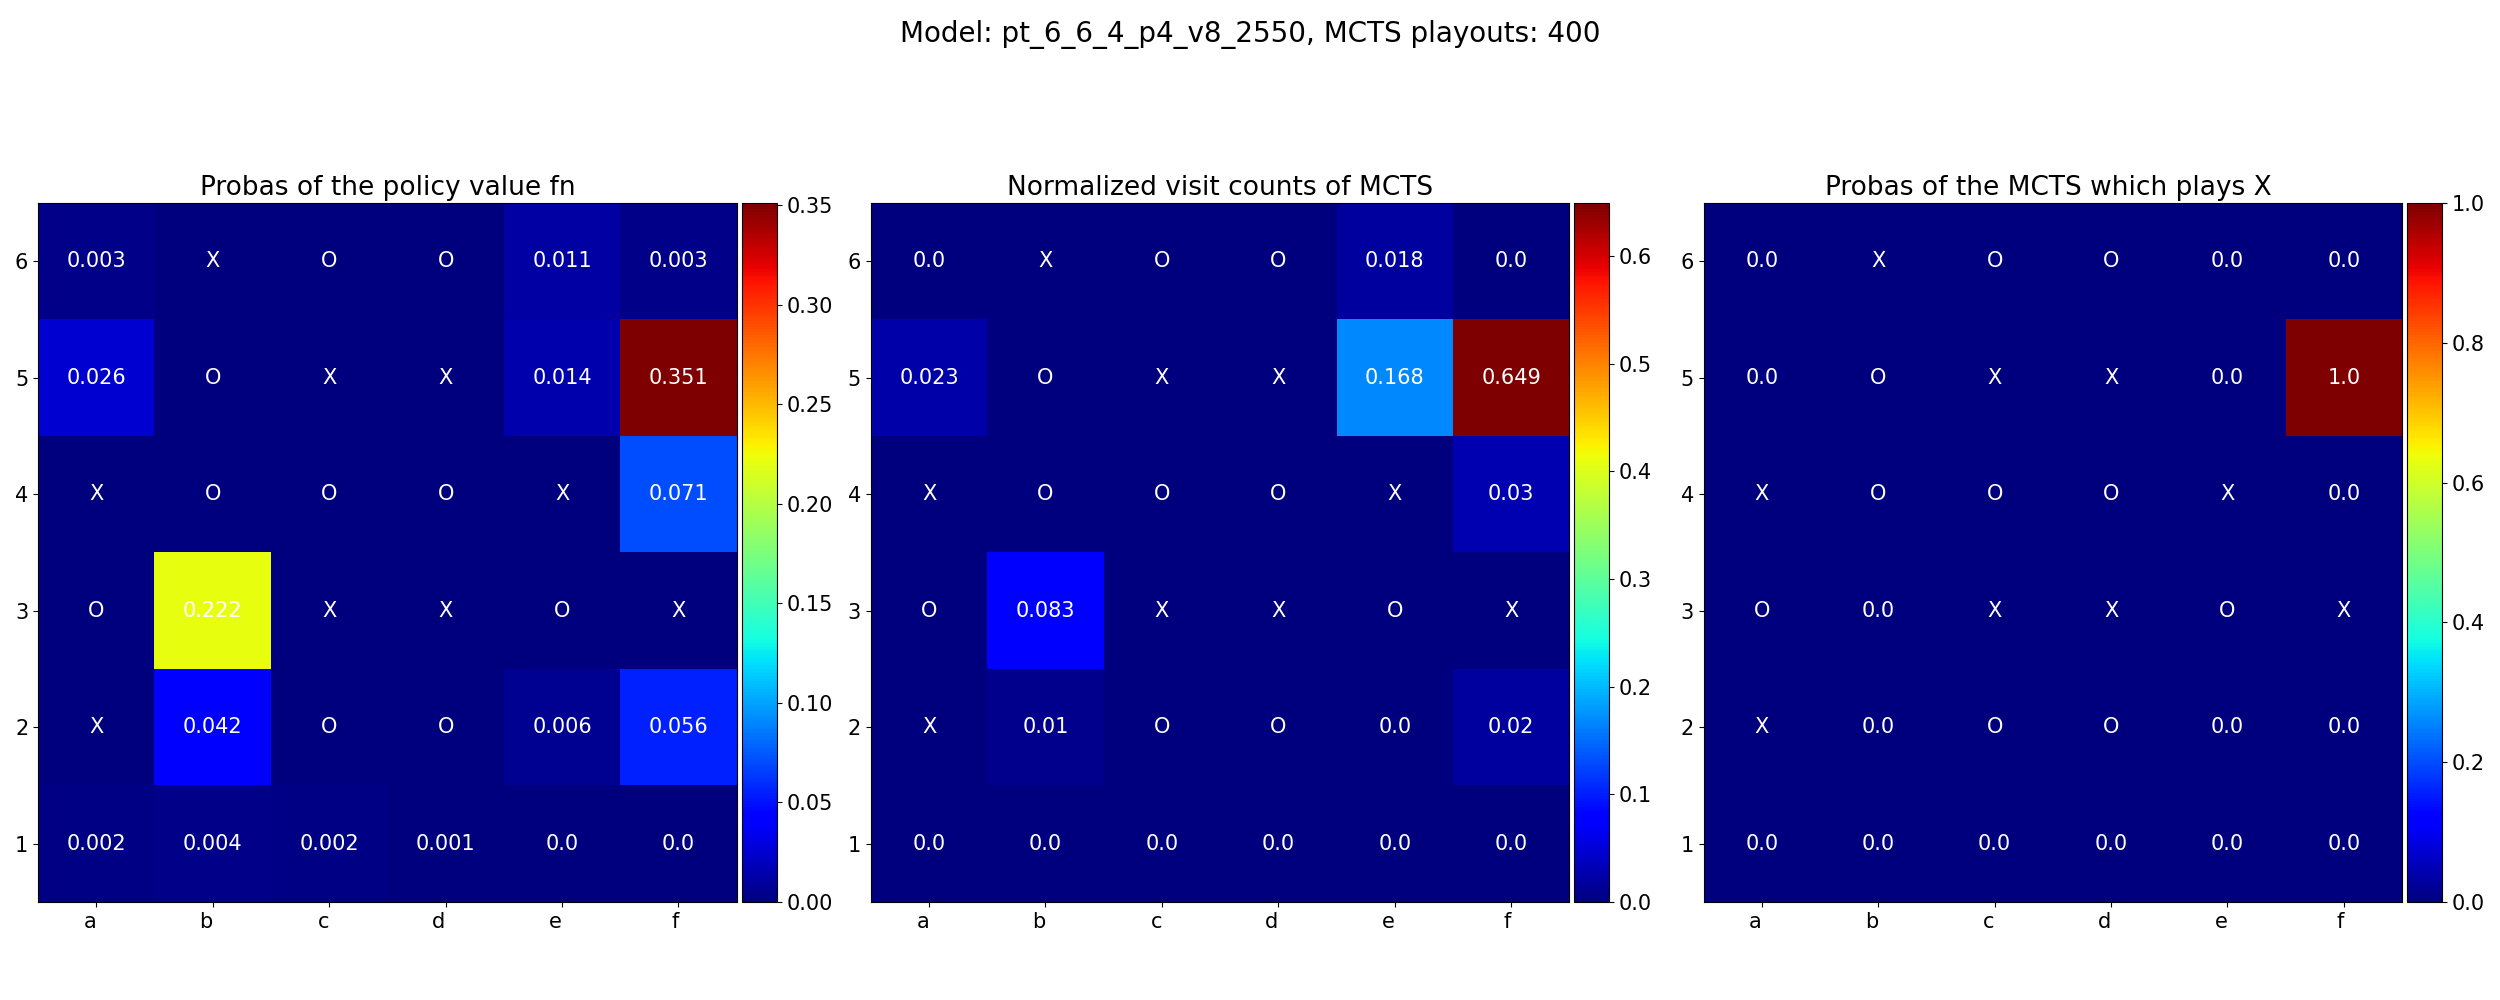 Model: pt_6_6_4_p4_v8_2550, MCTS playouts: 400
Probas of the policy value fn
6 0.003 X O O 0.011 0.003
5 0.026 O X X 0.014 0.351
4 X O O O X 0.071
3 O 0.222 X X O X
2 X 0.042 O O 0.006 0.056
1 0.002 0.004 0.002 0.001 0.0 0.0
a b c d e f
0.35
0.30
0.25
0.20
0.15
0.10
0.05
0.00
Normalized visit counts of MCTS
6 0.0 X O O 0.018 0.0
5 0.023 O X X 0.168 0.649
4 X O O O X 0.03
3 O 0.083 X X O X
2 X 0.01 O O 0.0 0.02
1 0.0 0.0 0.0 0.0 0.0 0.0
a b c d e f
0.6
0.5
0.4
0.3
0.2
0.1
0.0
Probas of the MCTS which plays X
6 0.0 X O O 0.0 0.0
5 0.0 O X X 0.0 1.0
4 X O O O X 0.0
3 O 0.0 X X O X
2 X 0.0 O O 0.0 0.0
1 0.0 0.0 0.0 0.0 0.0 0.0
a b c d e f
1.0
0.8
0.6
0.4
0.2
0.0